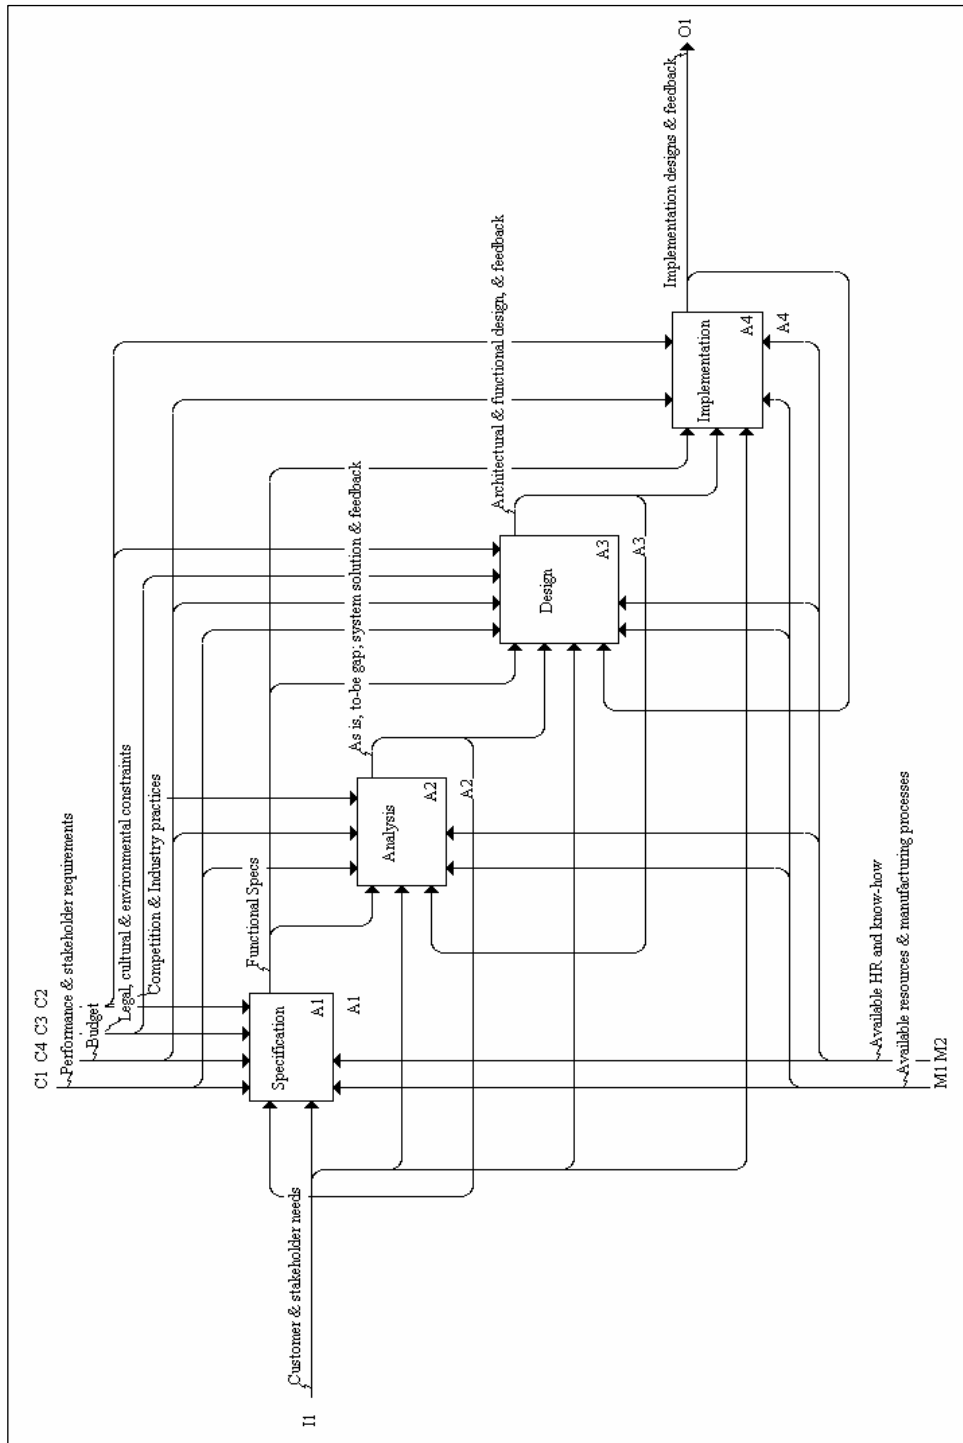 C1 C4 C3 C2
Performance & stakeholder requirements
Budget
Legal, cultural & environmental constraints
Competition & Industry practices
I1
Customer & stakeholder needs
Specification
A1
A1
Functional Specs
Analysis
A2
A2
As is, to-be gap; system solution & feedback
Design
A3
A3
Architectural & functional design, & feedback
Implementation
A4
A4
Implementation designs & feedback
O1
Available HR and know-how
Available resources & manufacturing processes
M1 M2